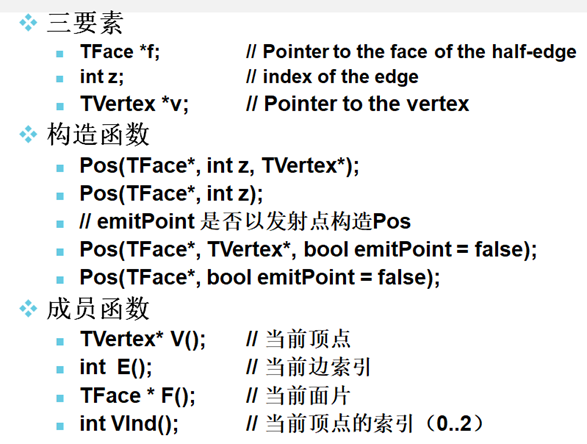 三要素
TFace *f; // Pointer to the face of the half-edge
int z; // index of the edge
TVertex *v; // Pointer to the vertex
构造函数
Pos(TFace*, int z, TVertex*);
Pos(TFace*, int z);
// emitPoint 是否以发射点构造Pos
Pos(TFace*, TVertex*, bool emitPoint = false);
Pos(TFace*, bool emitPoint = false);
成员函数
TVertex* V(); // 当前顶点
int E(); // 当前边索引
TFace * F(); // 当前面片
int VInd(); // 当前顶点的索引（0..2）